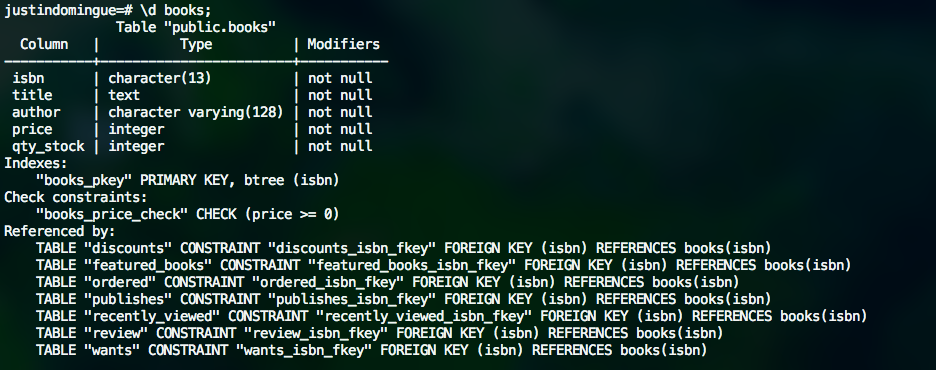 justindomingue=# \d books;
Table "public.books"
Column | Type | Modifiers
-----------+------------------------+-----------
isbn | character(13) | not null
title | text | not null
author | character varying(128) | not null
price | integer | not null
qty_stock | integer | not null
Indexes:
"books_pkey" PRIMARY KEY, btree (isbn)
Check constraints:
"books_price_check" CHECK (price >= 0)
Referenced by:
TABLE "discounts" CONSTRAINT "discounts_isbn_fkey" FOREIGN KEY (isbn) REFERENCES books(isbn)
TABLE "featured_books" CONSTRAINT "featured_books_isbn_fkey" FOREIGN KEY (isbn) REFERENCES books(isbn)
TABLE "ordered" CONSTRAINT "ordered_isbn_fkey" FOREIGN KEY (isbn) REFERENCES books(isbn)
TABLE "publishes" CONSTRAINT "publishes_isbn_fkey" FOREIGN KEY (isbn) REFERENCES books(isbn)
TABLE "recently_viewed" CONSTRAINT "recently_viewed_isbn_fkey" FOREIGN KEY (isbn) REFERENCES books(isbn)
TABLE "review" CONSTRAINT "review_isbn_fkey" FOREIGN KEY (isbn) REFERENCES books(isbn)
TABLE "wants" CONSTRAINT "wants_isbn_fkey" FOREIGN KEY (isbn) REFERENCES books(isbn)